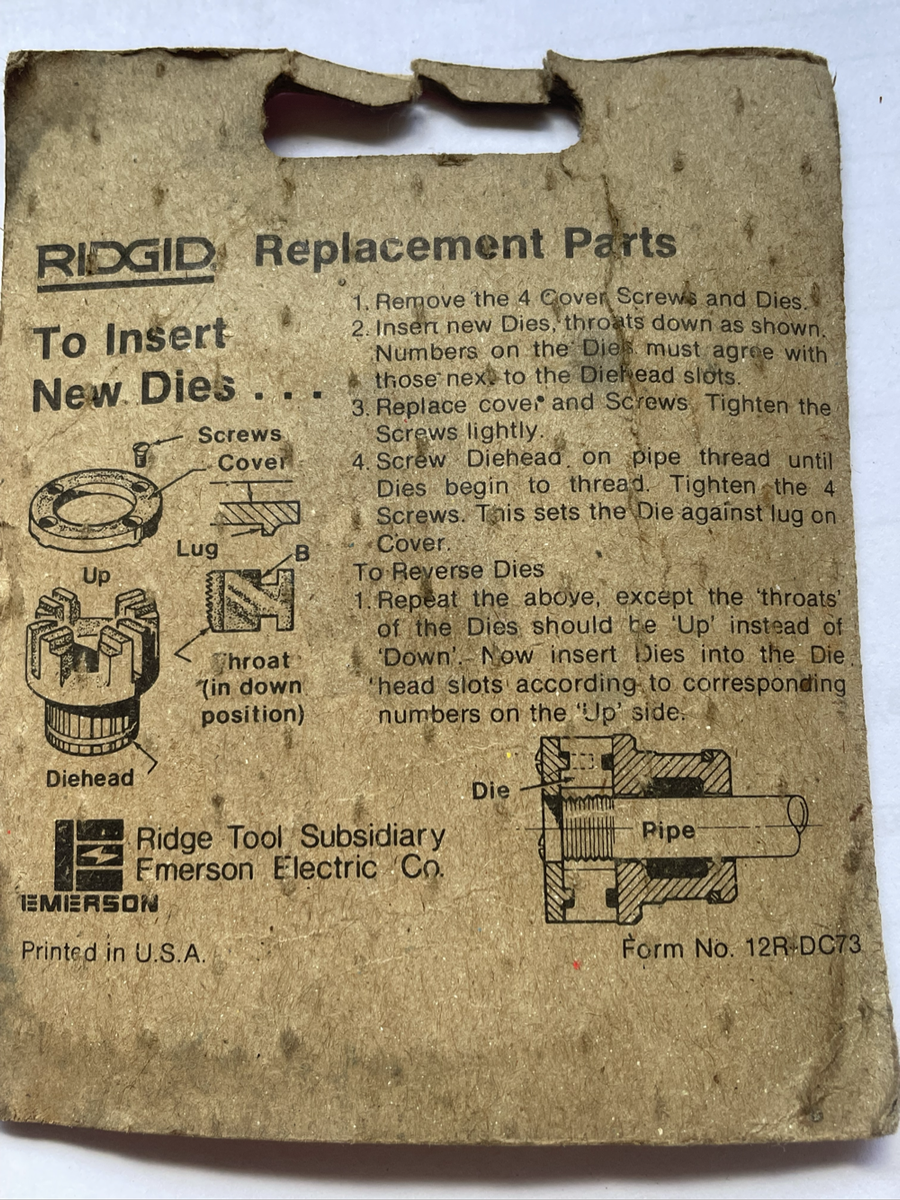 RIDGID Replacement Parts
To Insert
New Dies . . .
1. Remove the 4 Cover Screws and Dies.
2. Insert new Dies, throats down as shown.
Numbers on the Dies must agree with
those next to the Diehead slots.
3. Replace cover and Screws. Tighten the
Screws lightly.
4. Screw Diehead on pipe thread until
Dies begin to thread. Tighten the 4
Screws. This sets the Die against lug on
Cover.
To Reverse Dies
1. Repeat the above, except the 'throats'
of the Dies should be 'Up' instead of
'Down'. Now insert Dies into the Die
head slots according to corresponding
numbers on the 'Up' side.
Screws
Cover
Lug
B
Up
Throat
(in down
position)
Diehead
Die
Pipe
Ridge Tool Subsidiary
Emerson Electric Co.
EMERSON
Printed in U.S.A.
Form No. 12R-DC73